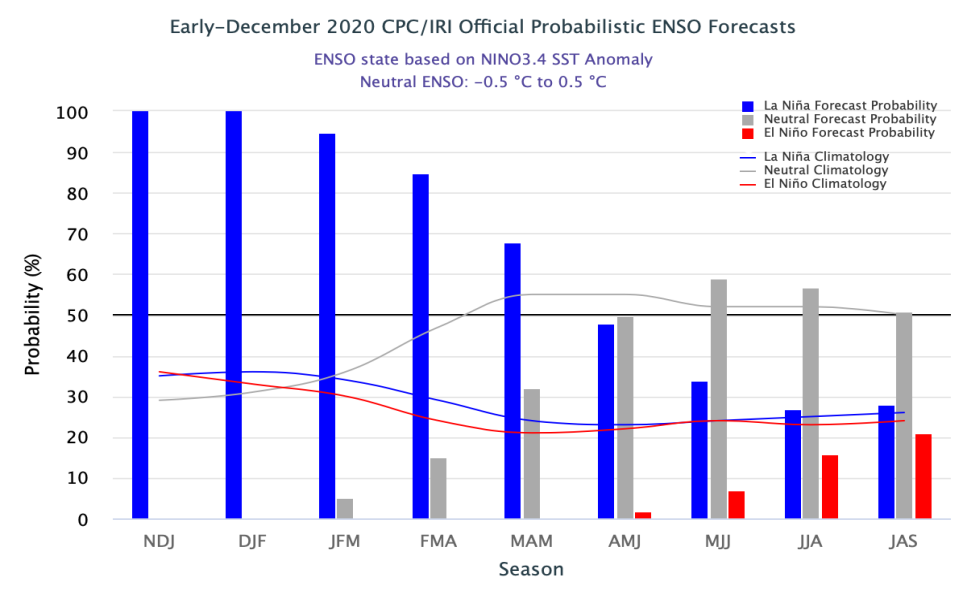 Early-December 2020 CPC/IRI Official Probabilistic ENSO Forecasts
ENSO state based on NINO3.4 SST Anomaly
Neutral ENSO: -0.5 °C to 0.5 °C
La Niña Forecast Probability
Neutral Forecast Probability
El Niño Forecast Probability
La Niña Climatology
Neutral Climatology
El Niño Climatology
Probability (%)
100
90
80
70
60
50
40
30
20
10
0
NDJ DJF JFM FMA MAM AMJ MJJ JJA JAS
Season